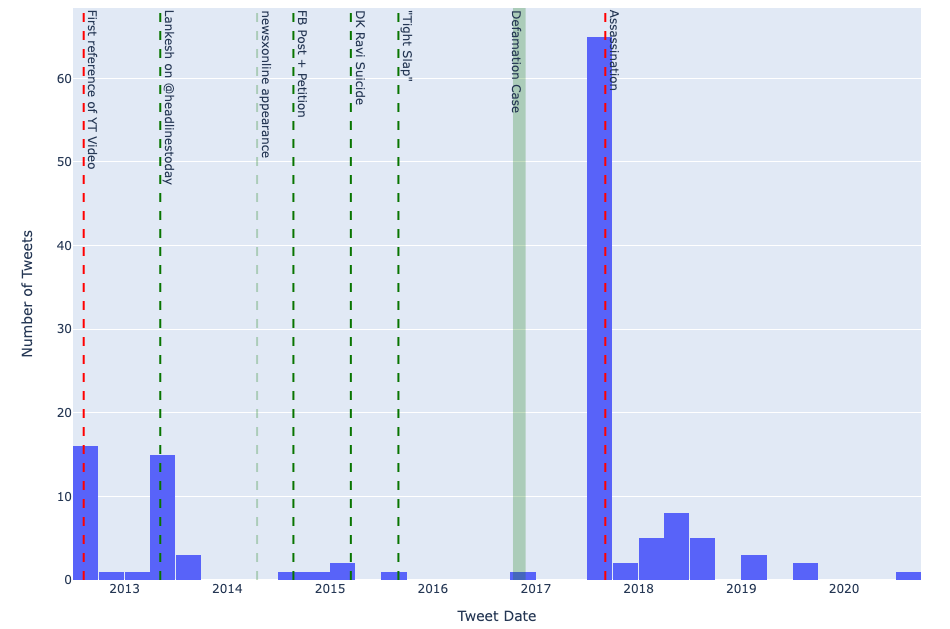 First reference of YT Video
Lankesh on @headlinestoday
newsxonline appearance
FB Post + Petition
DK Ravi Suicide
"Tight Slap"
Defamation Case
Assassination
60
50
40
30
20
10
0
Number of Tweets
2013 2014 2015 2016 2017 2018 2019 2020
Tweet Date